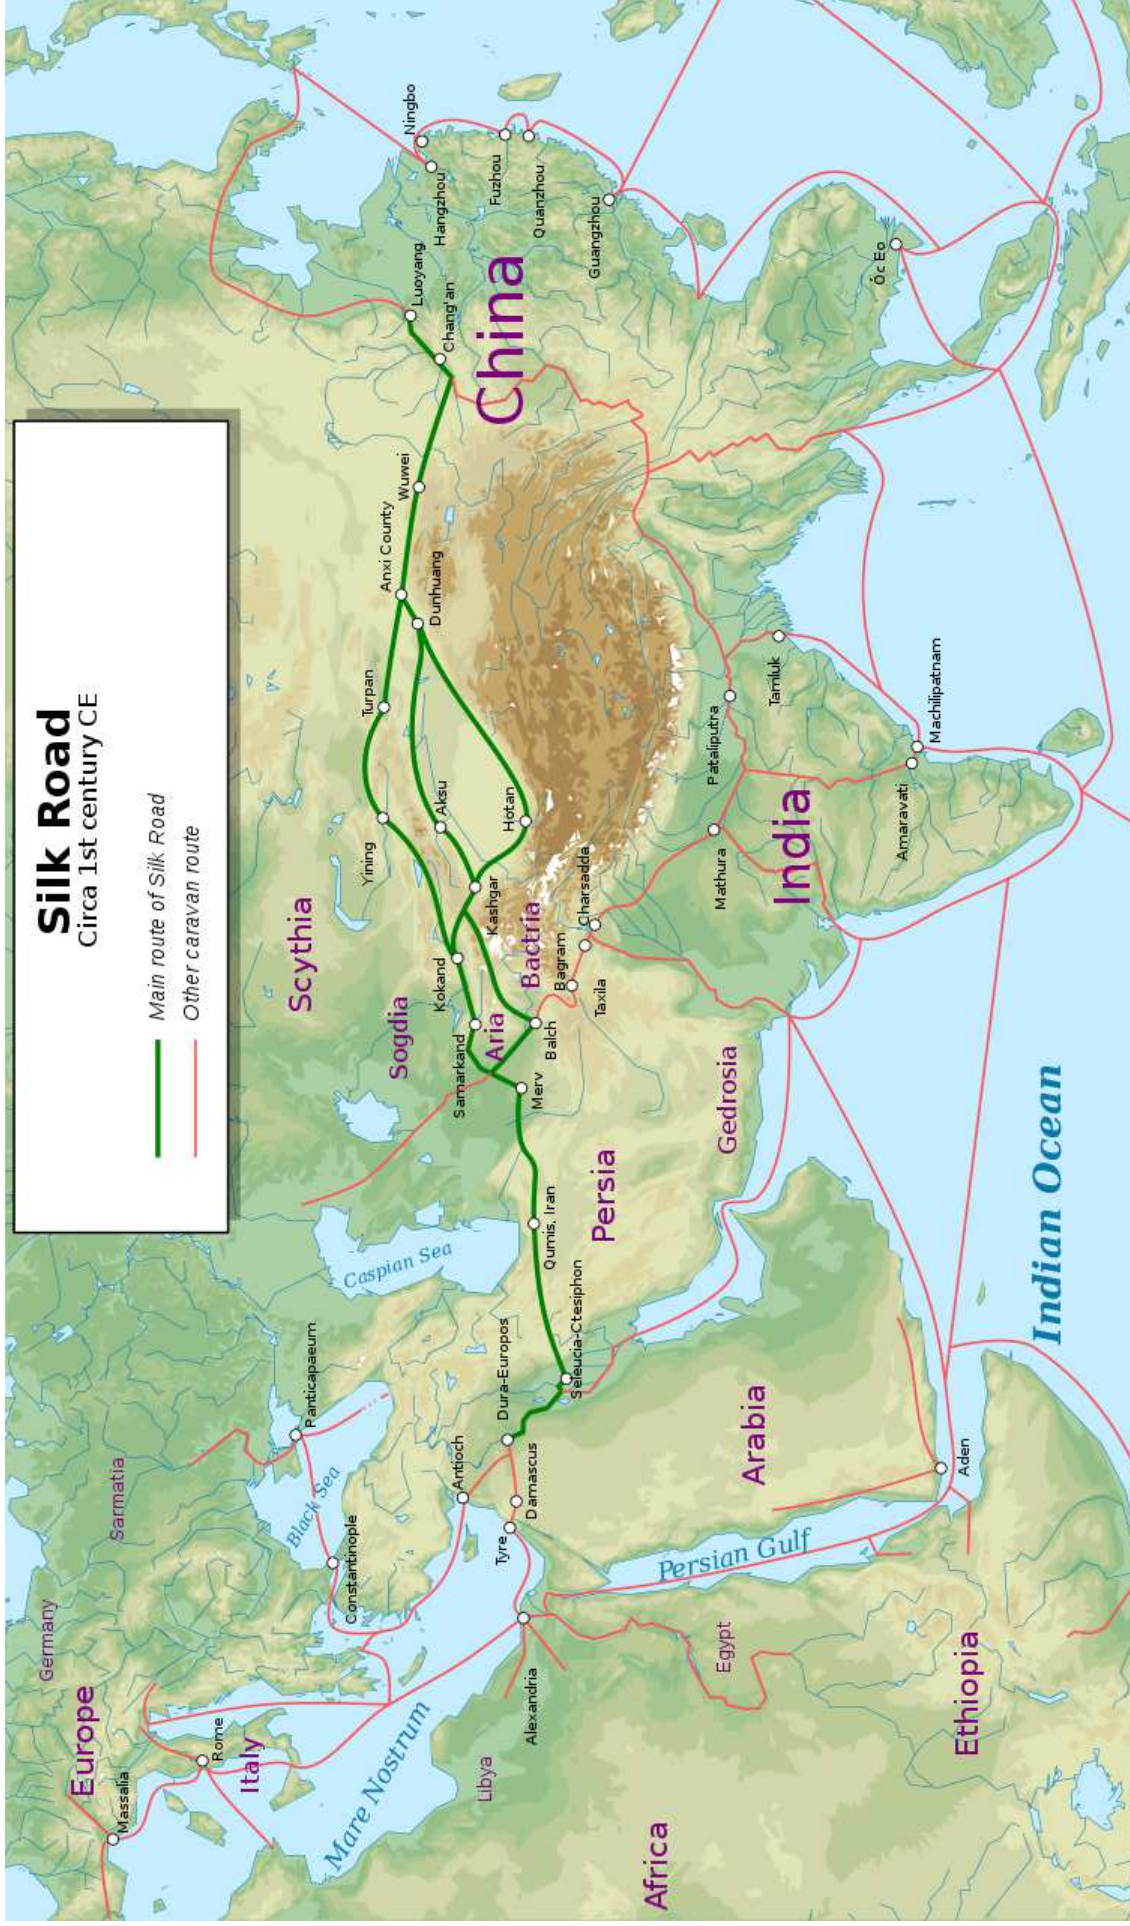 Silk Road
Circa 1st century CE
Main route of Silk Road
Other caravan route
Europe
Germany
Sarmatia
Scythia
Massalia
Rome
Italy
Black Sea
Panticapaeum
Constantinople
Caspian Sea
Sogdia
Yining
Turpan
Anxi County
Wuwei
Luoyang
Chang'an
Hangzhou
Ningbo
Mare Nostrum
Antioch
Dura-Europos
Samarkand
Kokand
Kashgar
Aksu
Dunhuang
China
Fuzhou
Quanzhou
Guangzhou
Libya
Alexandria
Tyre
Damascus
Seleucia-Ctesiphon
Qumis, Iran
Merv
Aria
Balch
Bactria
Hotan
Bagram
Charsadda
Taxila
Persia
Africa
Egypt
Persian Gulf
Arabia
Gedrosia
Mathura
Pataliputra
Tamluk
India
Amaravati
Machilipatnam
Óc Eo
Ethiopia
Aden
Indian Ocean